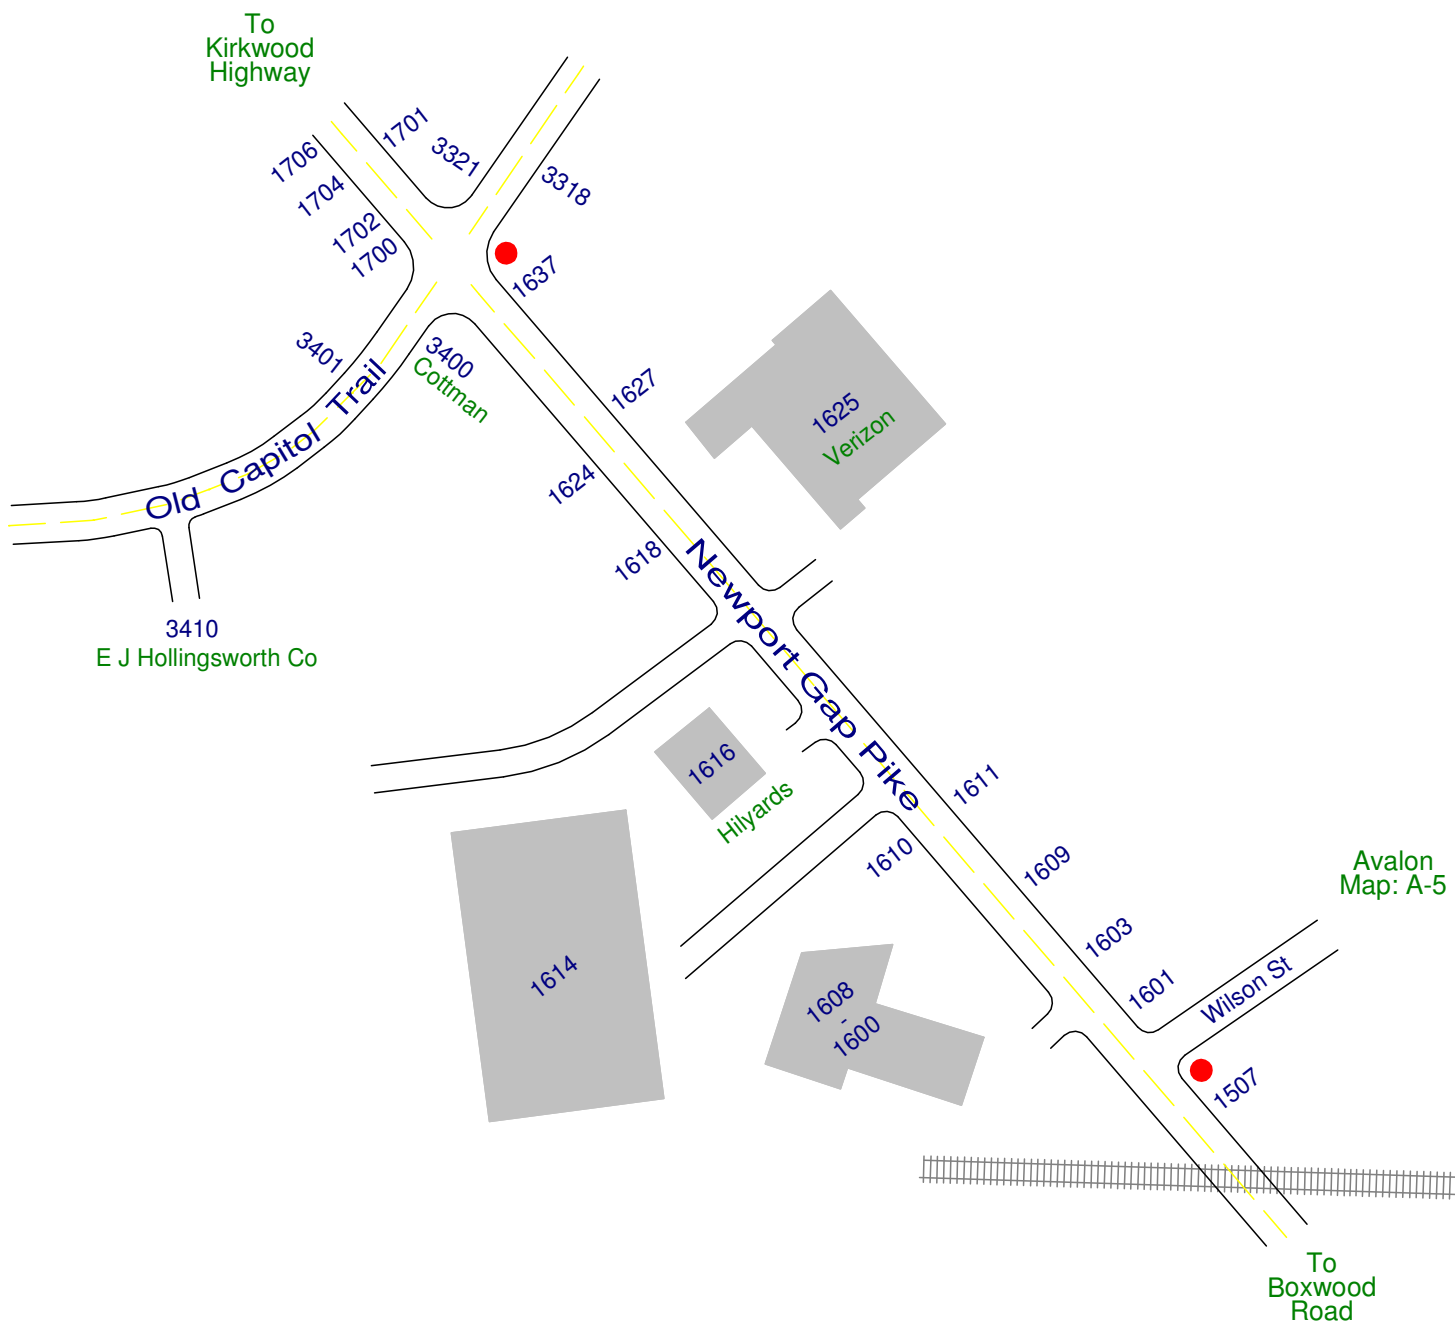 To
Kirkwood
Highway
1701
3321
1706
3318
1704
1702
1700
1637
3401
3400
Cottman
Old Capitol Trail
1627
1625
Verizon
1624
1618
3410
E J Hollingsworth Co
Newport Gap Pike
1616
Hilyards
1611
1610
1609
Avalon
Map: A-5
1603
1614
1601
Wilson St
1608
-
1600
1507
To
Boxwood
Road